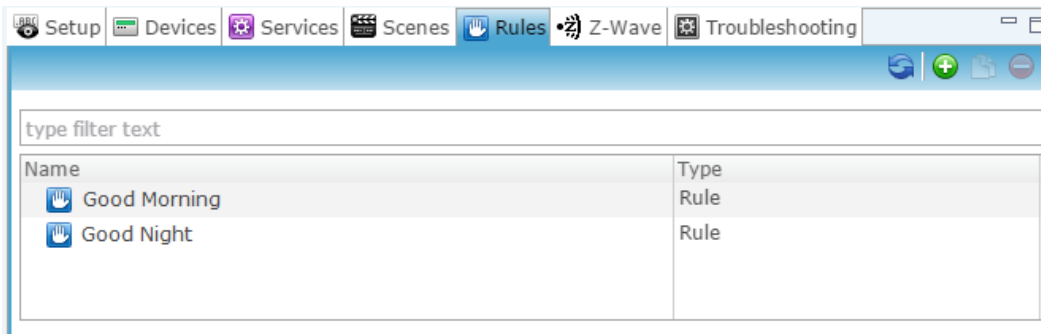 Setup Devices Services Scenes Rules Z-Wave Troubleshooting
type filter text
Name Type
Good Morning Rule
Good Night Rule